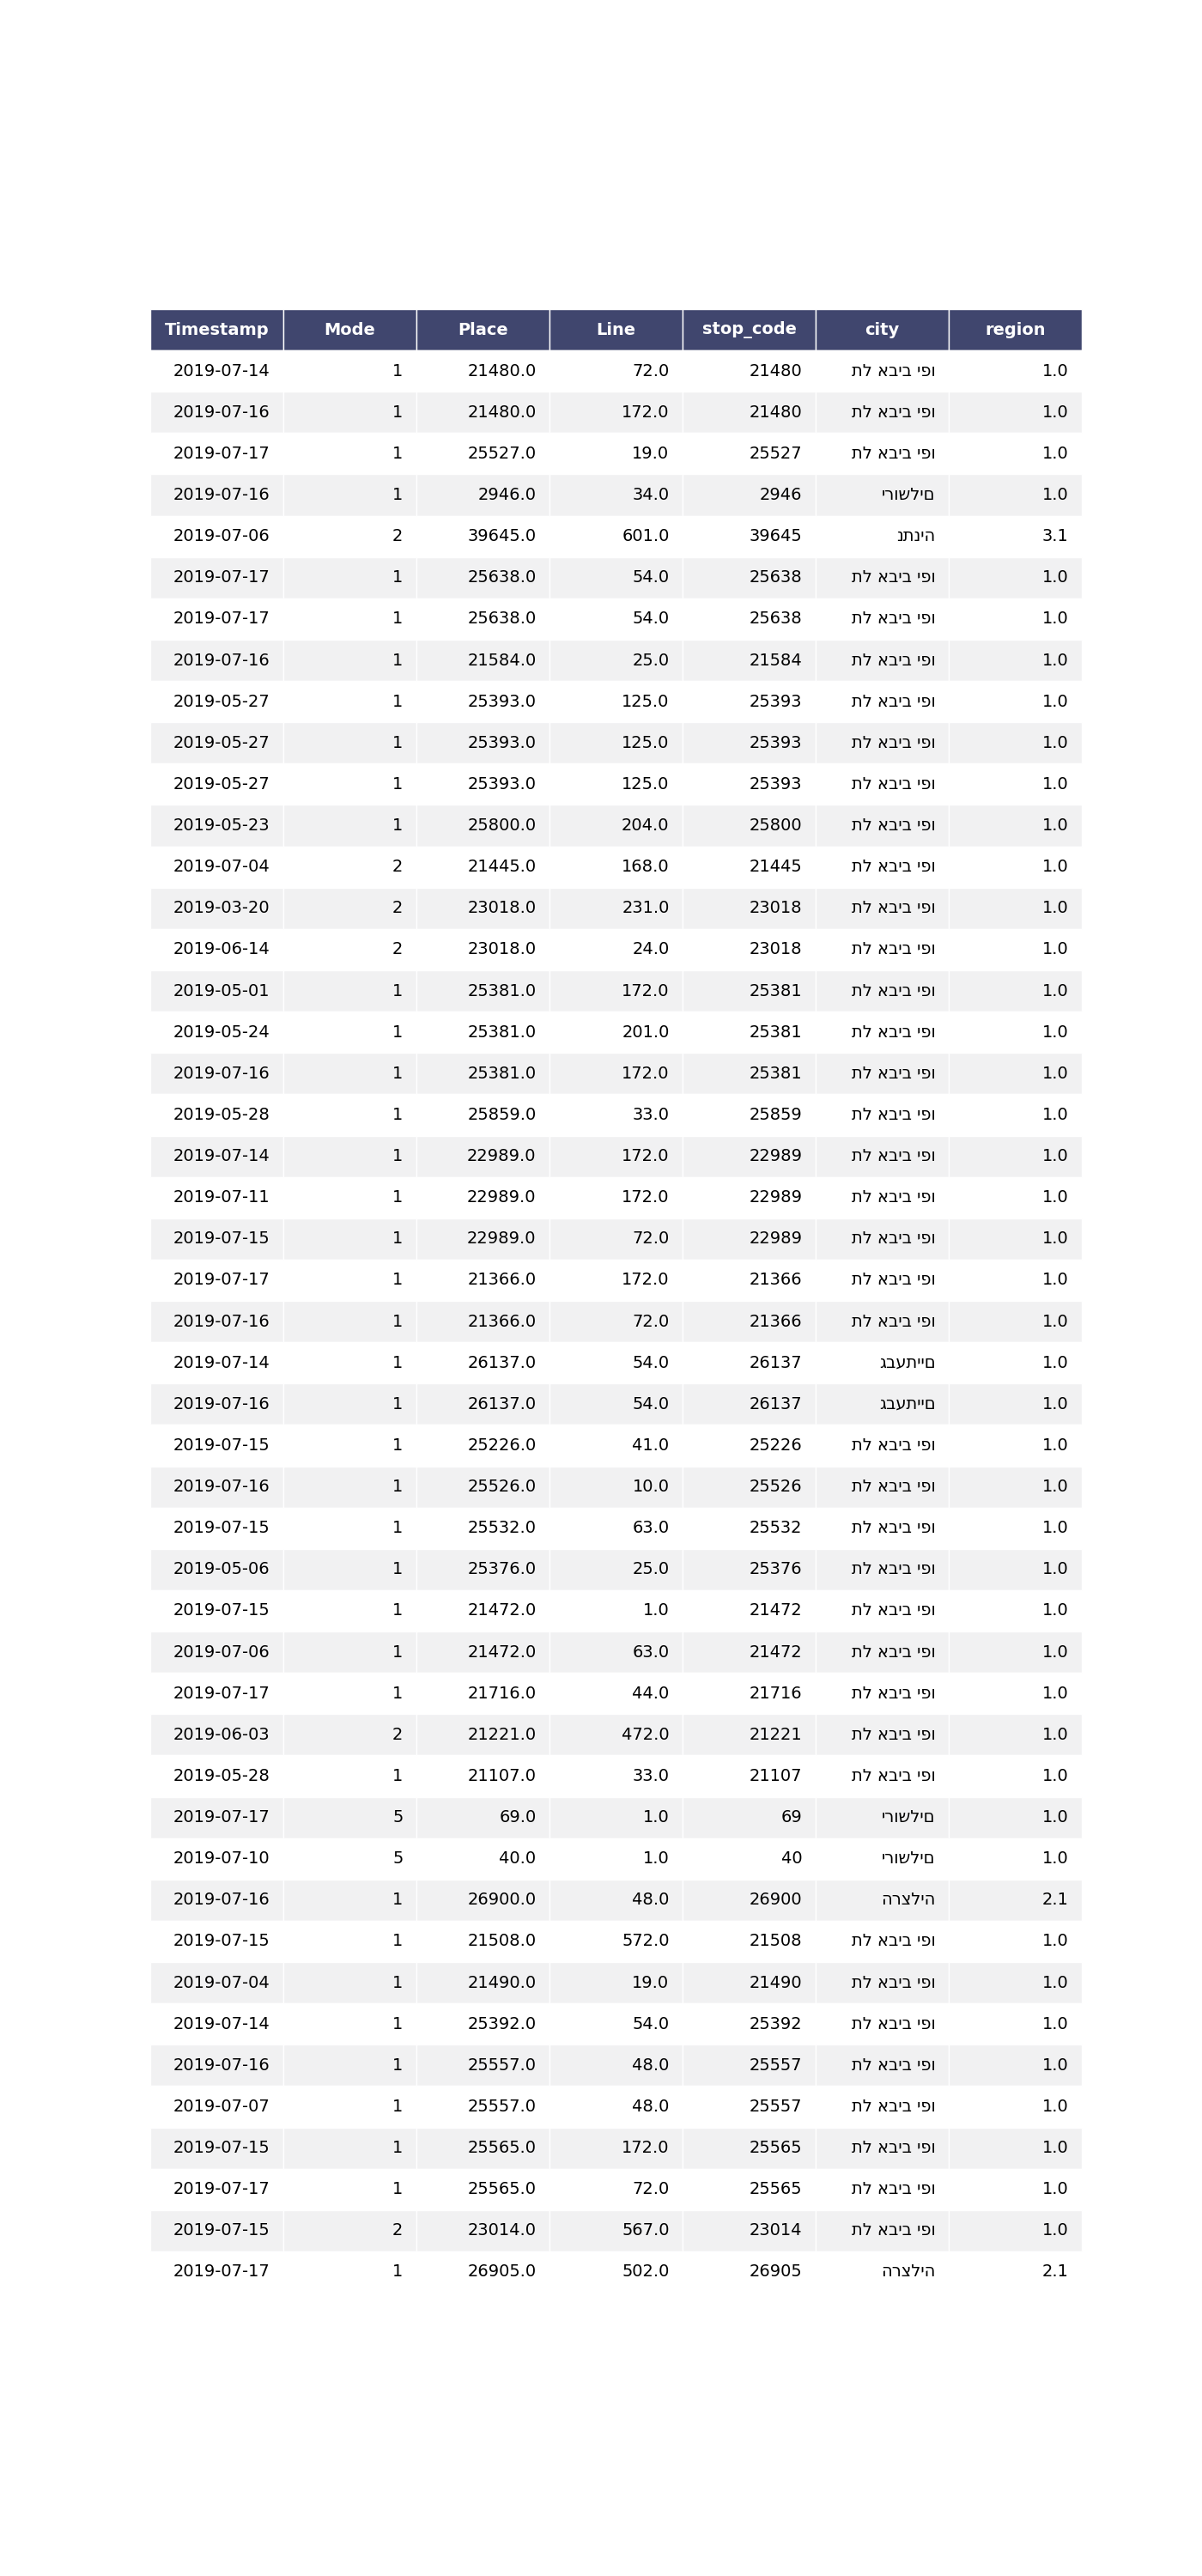 Timestamp Mode Place Line stop_code city region
2019-07-14 1 21480.0 72.0 21480 תל אביב יפו 1.0
2019-07-16 1 21480.0 172.0 21480 תל אביב יפו 1.0
2019-07-17 1 25527.0 19.0 25527 תל אביב יפו 1.0
2019-07-16 1 2946.0 34.0 2946 ירושלים 1.0
2019-07-06 2 39645.0 601.0 39645 נתניה 3.1
2019-07-17 1 25638.0 54.0 25638 תל אביב יפו 1.0
2019-07-17 1 25638.0 54.0 25638 תל אביב יפו 1.0
2019-07-16 1 21584.0 25.0 21584 תל אביב יפו 1.0
2019-05-27 1 25393.0 125.0 25393 תל אביב יפו 1.0
2019-05-27 1 25393.0 125.0 25393 תל אביב יפו 1.0
2019-05-27 1 25393.0 125.0 25393 תל אביב יפו 1.0
2019-05-23 1 25800.0 204.0 25800 תל אביב יפו 1.0
2019-07-04 2 21445.0 168.0 21445 תל אביב יפו 1.0
2019-03-20 2 23018.0 231.0 23018 תל אביב יפו 1.0
2019-06-14 2 23018.0 24.0 23018 תל אביב יפו 1.0
2019-05-01 1 25381.0 172.0 25381 תל אביב יפו 1.0
2019-05-24 1 25381.0 201.0 25381 תל אביב יפו 1.0
2019-07-16 1 25381.0 172.0 25381 תל אביב יפו 1.0
2019-05-28 1 25859.0 33.0 25859 תל אביב יפו 1.0
2019-07-14 1 22989.0 172.0 22989 תל אביב יפו 1.0
2019-07-11 1 22989.0 172.0 22989 תל אביב יפו 1.0
2019-07-15 1 22989.0 72.0 22989 תל אביב יפו 1.0
2019-07-17 1 21366.0 172.0 21366 תל אביב יפו 1.0
2019-07-16 1 21366.0 72.0 21366 תל אביב יפו 1.0
2019-07-14 1 26137.0 54.0 26137 גבעתיים 1.0
2019-07-16 1 26137.0 54.0 26137 גבעתיים 1.0
2019-07-15 1 25226.0 41.0 25226 תל אביב יפו 1.0
2019-07-16 1 25526.0 10.0 25526 תל אביב יפו 1.0
2019-07-15 1 25532.0 63.0 25532 תל אביב יפו 1.0
2019-05-06 1 25376.0 25.0 25376 תל אביב יפו 1.0
2019-07-15 1 21472.0 1.0 21472 תל אביב יפו 1.0
2019-07-06 1 21472.0 63.0 21472 תל אביב יפו 1.0
2019-07-17 1 21716.0 44.0 21716 תל אביב יפו 1.0
2019-06-03 2 21221.0 472.0 21221 תל אביב יפו 1.0
2019-05-28 1 21107.0 33.0 21107 תל אביב יפו 1.0
2019-07-17 5 69.0 1.0 69 ירושלים 1.0
2019-07-10 5 40.0 1.0 40 ירושלים 1.0
2019-07-16 1 26900.0 48.0 26900 הרצליה 2.1
2019-07-15 1 21508.0 572.0 21508 תל אביב יפו 1.0
2019-07-04 1 21490.0 19.0 21490 תל אביב יפו 1.0
2019-07-14 1 25392.0 54.0 25392 תל אביב יפו 1.0
2019-07-16 1 25557.0 48.0 25557 תל אביב יפו 1.0
2019-07-07 1 25557.0 48.0 25557 תל אביב יפו 1.0
2019-07-15 1 25565.0 172.0 25565 תל אביב יפו 1.0
2019-07-17 1 25565.0 72.0 25565 תל אביב יפו 1.0
2019-07-15 2 23014.0 567.0 23014 תל אביב יפו 1.0
2019-07-17 1 26905.0 502.0 26905 הרצליה 2.1